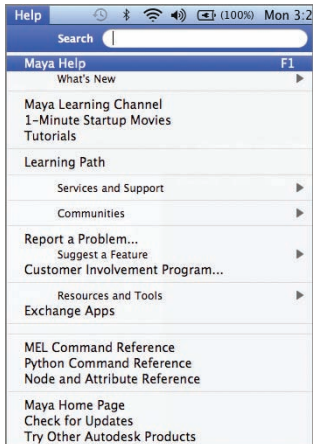 Help (100%) Mon 3:2
Search
Maya Help F1
What's New
Maya Learning Channel
1-Minute Startup Movies
Tutorials
Learning Path
Services and Support
Communities
Report a Problem...
Suggest a Feature
Customer Involvement Program...
Resources and Tools
Exchange Apps
MEL Command Reference
Python Command Reference
Node and Attribute Reference
Maya Home Page
Check for Updates
Try Other Autodesk Products